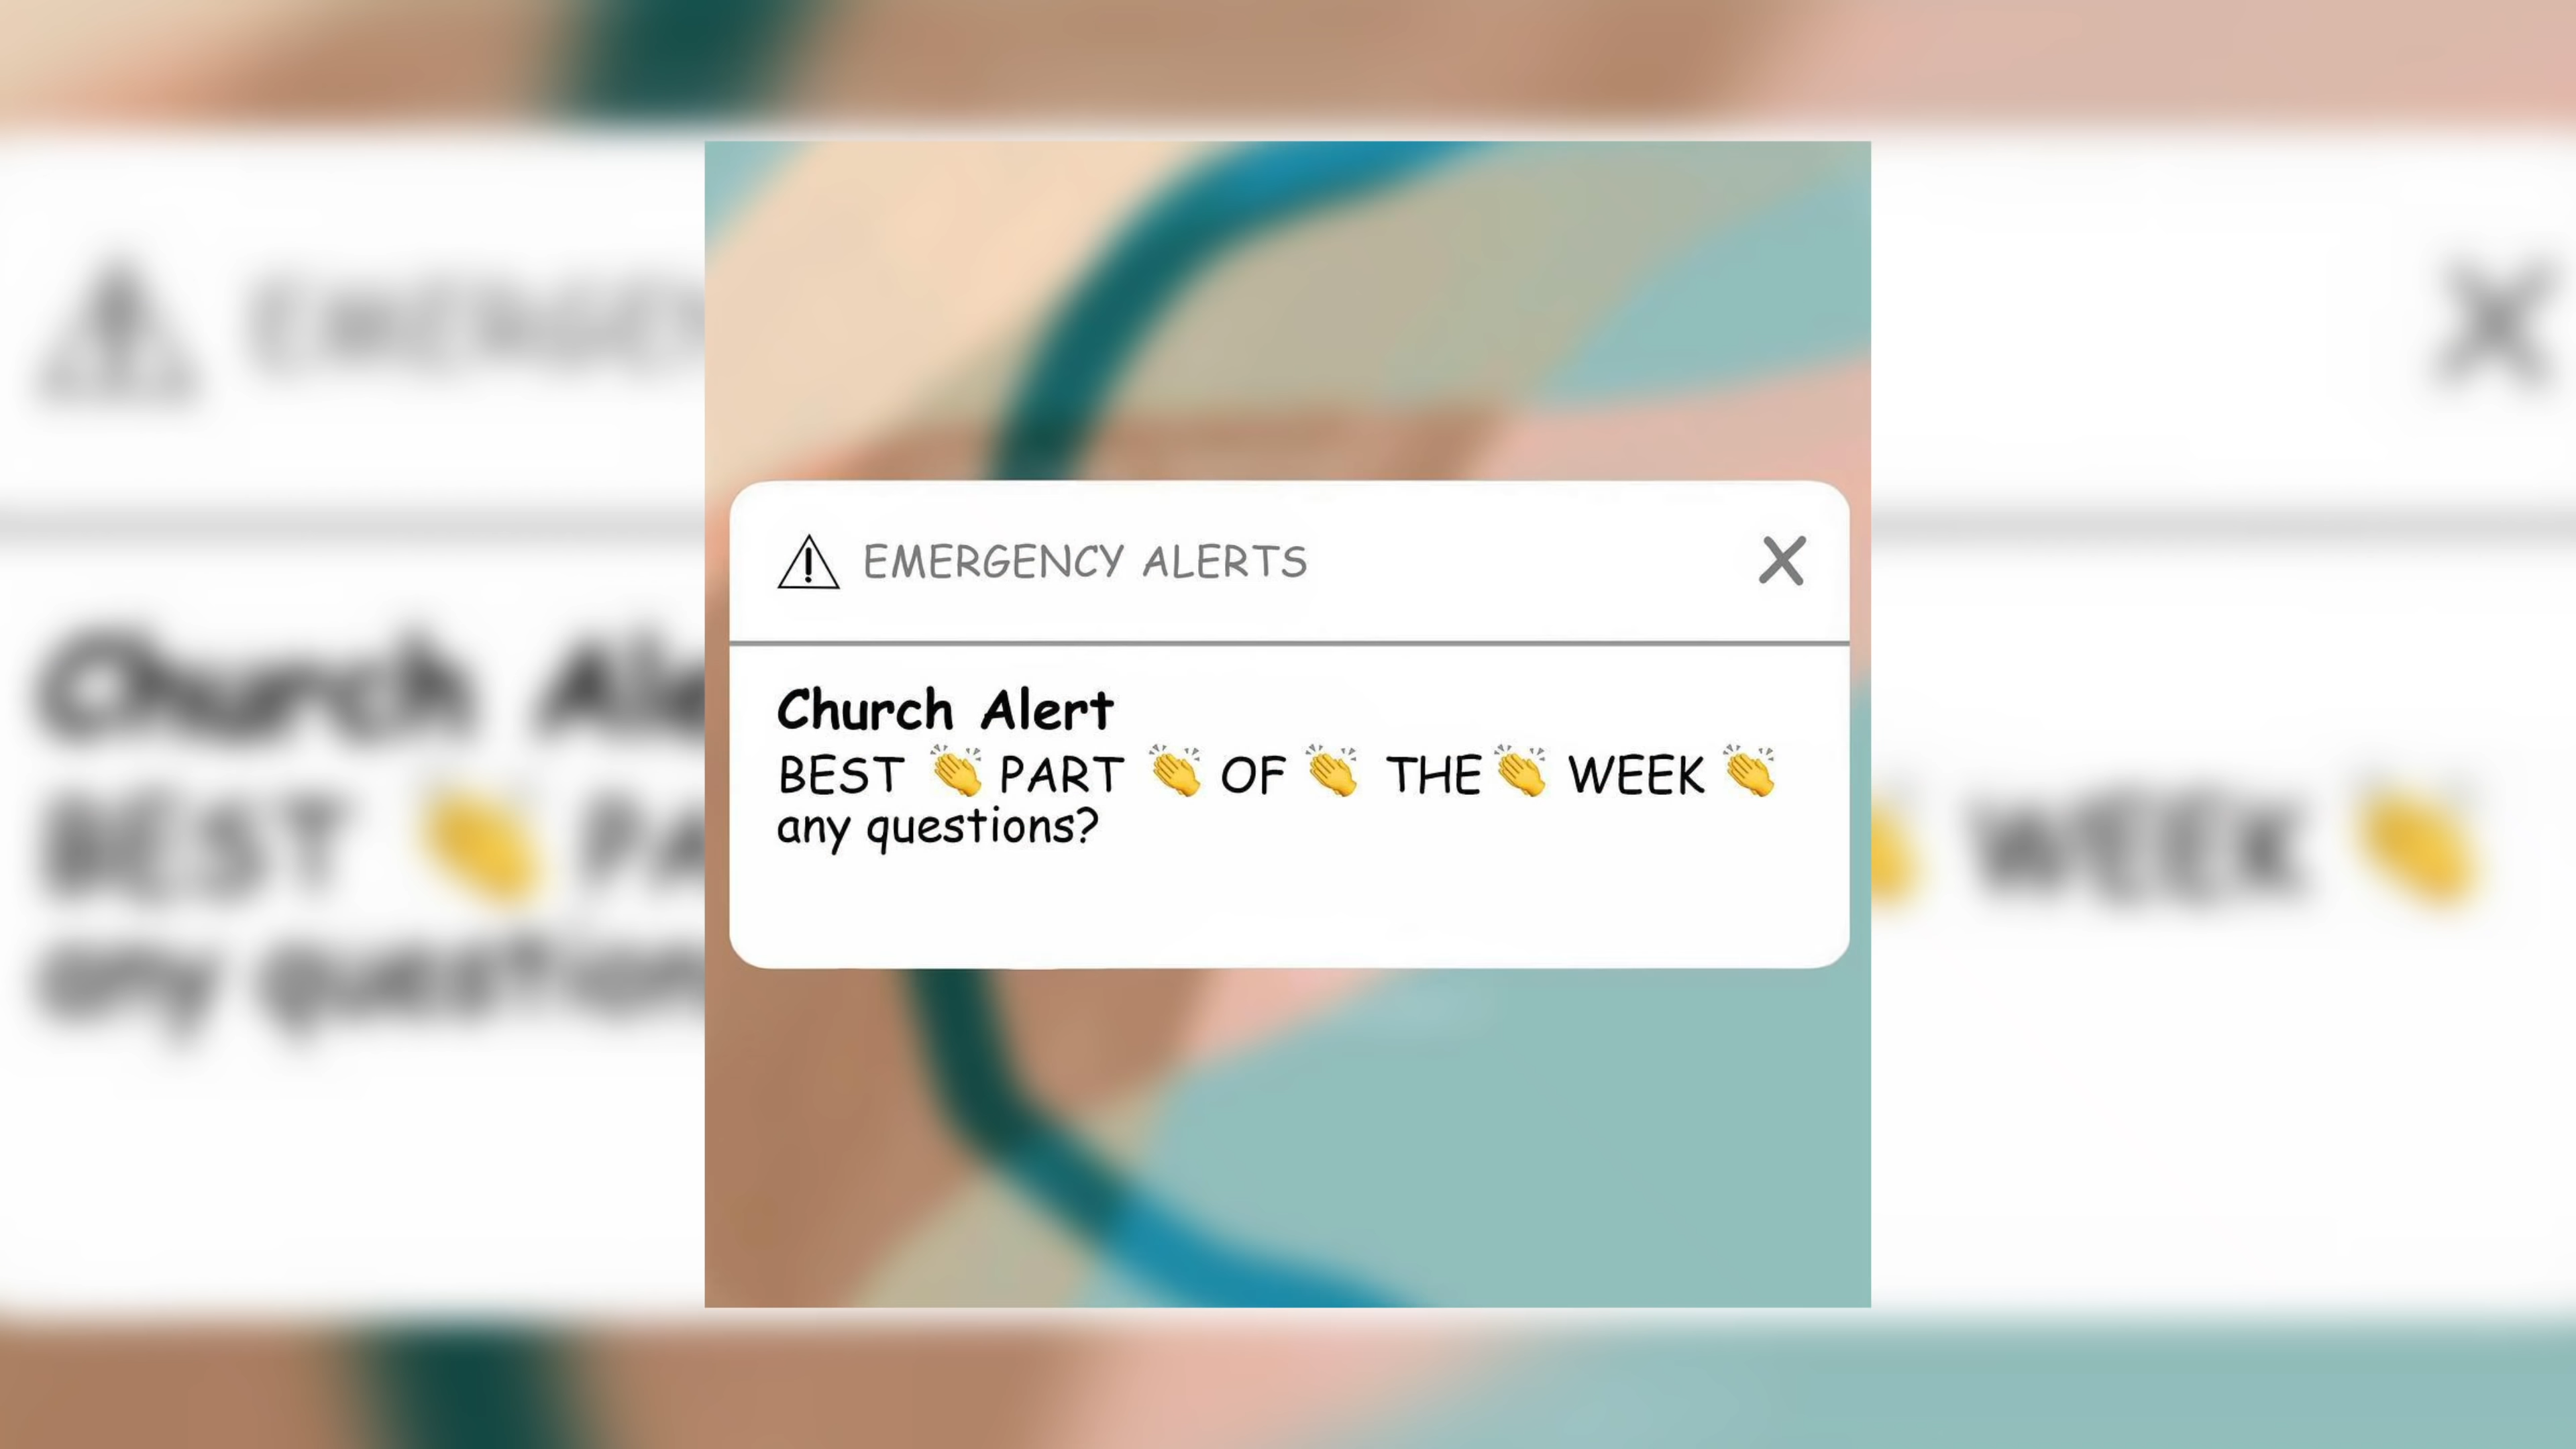 EMERGENCY ALERTS
Church Alert
BEST 👏 PART 👏 OF 👏 THE 👏 WEEK 👏
any questions?